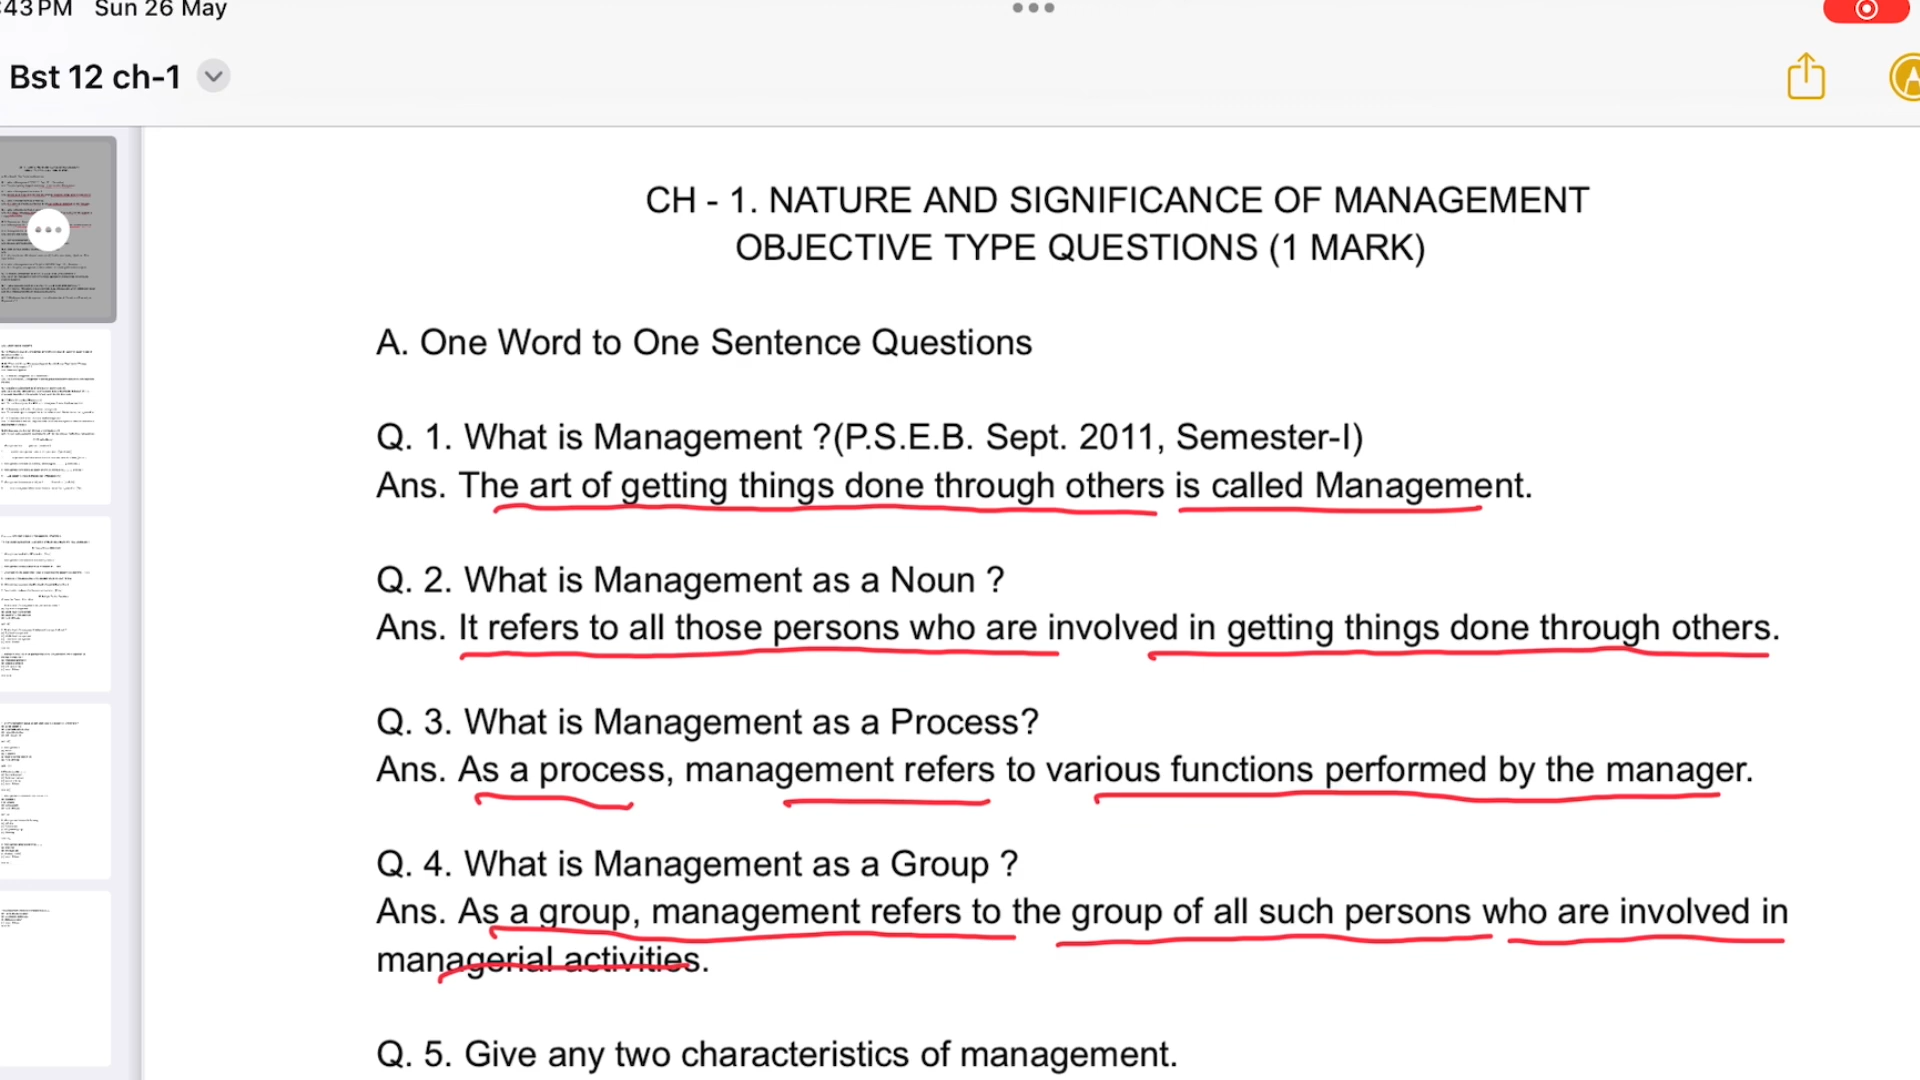 :43 PM Sun 26 May
Bst 12 ch-1
CH - 1. NATURE AND SIGNIFICANCE OF MANAGEMENT
OBJECTIVE TYPE QUESTIONS (1 MARK)
A. One Word to One Sentence Questions
Q. 1. What is Management ?(P.S.E.B. Sept. 2011, Semester-I)
Ans. The art of getting things done through others is called Management.
Q. 2. What is Management as a Noun ?
Ans. It refers to all those persons who are involved in getting things done through others.
Q. 3. What is Management as a Process?
Ans. As a process, management refers to various functions performed by the manager.
Q. 4. What is Management as a Group ?
Ans. As a group, management refers to the group of all such persons who are involved in
managerial activities.
Q. 5. Give any two characteristics of management.